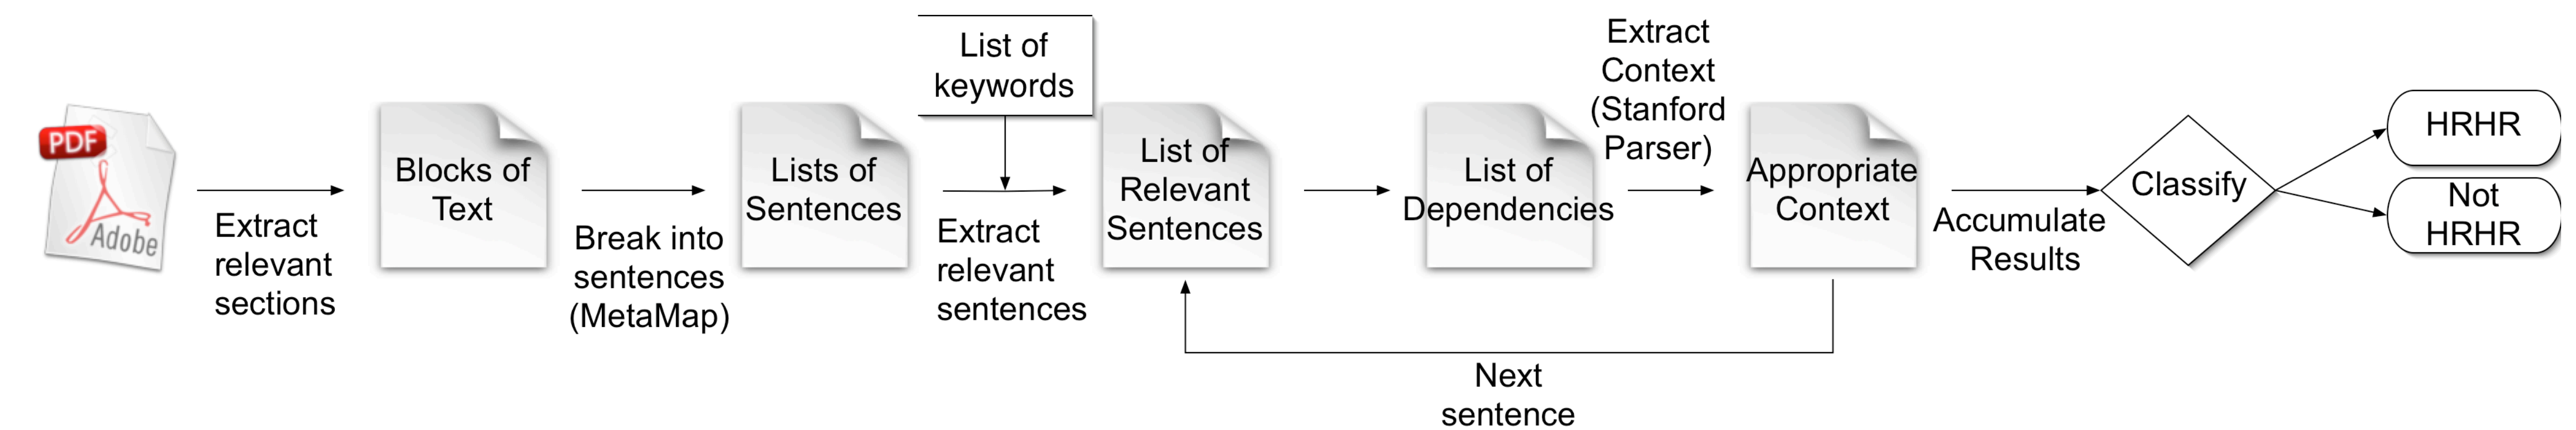 PDF
Adobe
Extract
relevant
sections
Blocks of
Text
Break into
sentences
(MetaMap)
Lists of
Sentences
List of
keywords
Extract
relevant
sentences
List of
Relevant
Sentences
List of
Dependencies
Extract
Context
(Stanford
Parser)
Appropriate
Context
Next
sentence
Accumulate
Results
Classify
HRHR
Not
HRHR